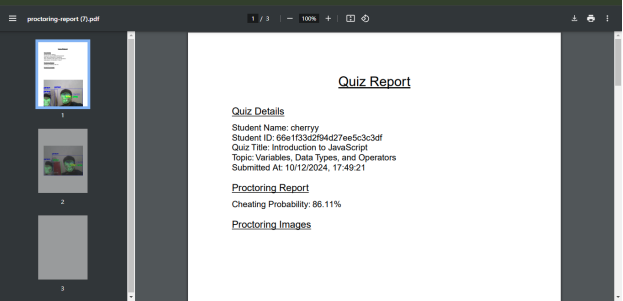 proctoring-report (7).pdf
1 / 3
100%
1
2
3
Quiz Report
Quiz Details
Student Name: cherryy
Student ID: 66e1f33d2f94d27ee5c3c3df
Quiz Title: Introduction to JavaScript
Topic: Variables, Data Types, and Operators
Submitted At: 10/12/2024, 17:49:21
Proctoring Report
Cheating Probability: 86.11%
Proctoring Images